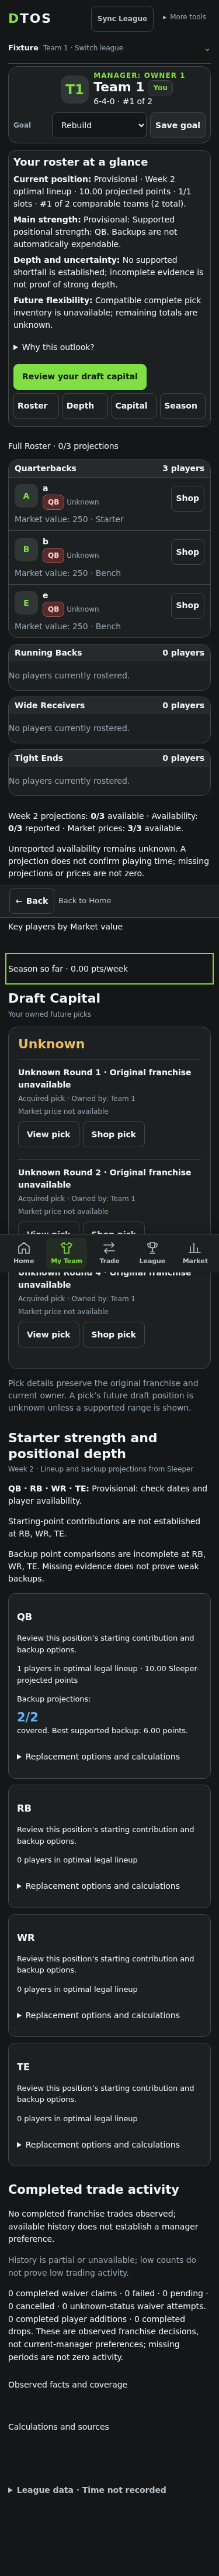 DTOS
Sync League
▸ More tools
Fixture Team 1 · Switch league
T1
MANAGER: OWNER 1
Team 1 You
6-4-0 · #1 of 2
Goal
Rebuild
Save goal
Your roster at a glance
Current position: Provisional · Week 2
optimal lineup · 10.00 projected points · 1/1
slots · #1 of 2 comparable teams (2 total).
Main strength: Provisional: Supported
positional strength: QB. Backups are not
automatically expendable.
Depth and uncertainty: No supported
shortfall is established; incomplete evidence is
not proof of strong depth.
Future flexibility: Compatible complete pick
inventory is unavailable; remaining totals are
unknown.
▸ Why this outlook?
Review your draft capital
Roster
Depth
Capital
Season
Full Roster · 0/3 projections
Quarterbacks 3 players
A
a
QB Unknown
Shop
Market value: 250 · Starter
B
b
QB Unknown
Shop
Market value: 250 · Bench
E
e
QB Unknown
Shop
Market value: 250 · Bench
Running Backs 0 players
No players currently rostered.
Wide Receivers 0 players
No players currently rostered.
Tight Ends 0 players
No players currently rostered.
Week 2 projections: 0/3 available · Availability:
0/3 reported · Market prices: 3/3 available.
Unreported availability remains unknown. A
projection does not confirm playing time; missing
projections or prices are not zero.
← Back
Back to Home
Key players by Market value
Season so far · 0.00 pts/week
Draft Capital
Your owned future picks
Unknown
Unknown Round 1 · Original franchise
unavailable
Acquired pick · Owned by: Team 1
Market price not available
View pick
Shop pick
Unknown Round 2 · Original franchise
unavailable
Acquired pick · Owned by: Team 1
Market price not available
View pick
Shop pick
Home
My Team
Trade
League
Market
Unknown Round 4 · Original franchise
unavailable
Acquired pick · Owned by: Team 1
Market price not available
View pick
Shop pick
Pick details preserve the original franchise and
current owner. A pick's future draft position is
unknown unless a supported range is shown.
Starter strength and
positional depth
Week 2 · Lineup and backup projections from Sleeper
QB · RB · WR · TE: Provisional: check dates and
player availability.
Starting-point contributions are not established
at RB, WR, TE.
Backup point comparisons are incomplete at RB,
WR, TE. Missing evidence does not prove weak
backups.
QB
Review this position's starting contribution and
backup options.
1 players in optimal legal lineup · 10.00 Sleeper-
projected points
Backup projections:
2/2
covered. Best supported backup: 6.00 points.
▸ Replacement options and calculations
RB
Review this position's starting contribution and
backup options.
0 players in optimal legal lineup
▸ Replacement options and calculations
WR
Review this position's starting contribution and
backup options.
0 players in optimal legal lineup
▸ Replacement options and calculations
TE
Review this position's starting contribution and
backup options.
0 players in optimal legal lineup
▸ Replacement options and calculations
Completed trade activity
No completed franchise trades observed;
available history does not establish a manager
preference.
History is partial or unavailable; low counts do
not prove low trading activity.
0 completed waiver claims · 0 failed · 0 pending ·
0 cancelled · 0 unknown-status waiver attempts.
0 completed player additions · 0 completed
drops. These are observed franchise decisions,
not current-manager preferences; missing
periods are not zero activity.
Observed facts and coverage
Calculations and sources
▸ League data · Time not recorded